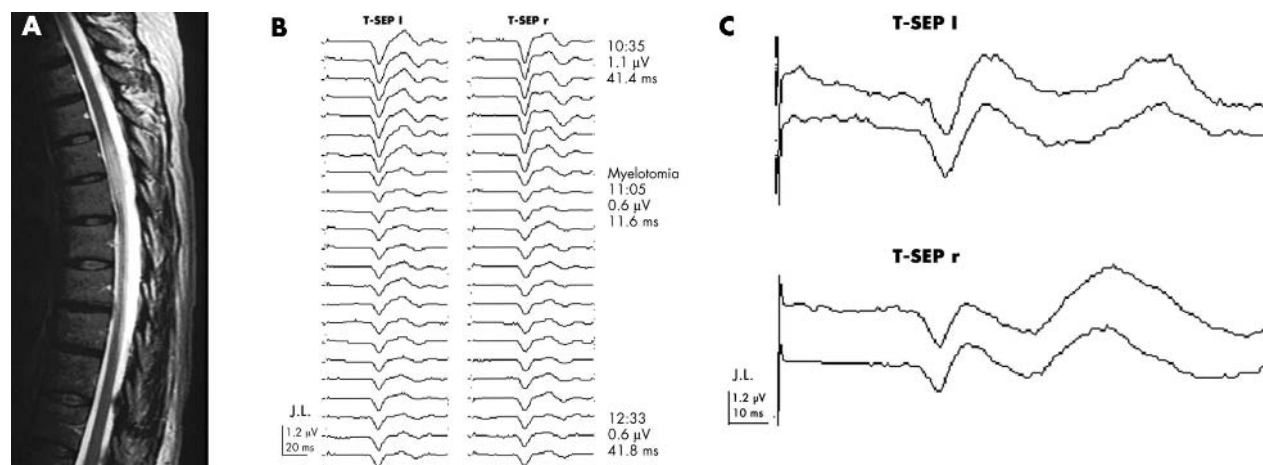 A
B
T-SEP l
T-SEP r
10:35
1.1 µV
41.4 ms
Myelotomia
11:05
0.6 µV
11.6 ms
12:33
0.6 µV
41.8 ms
J.L.
1.2 µV
20 ms
C
T-SEP l
T-SEP r
J.L.
1.2 µV
10 ms